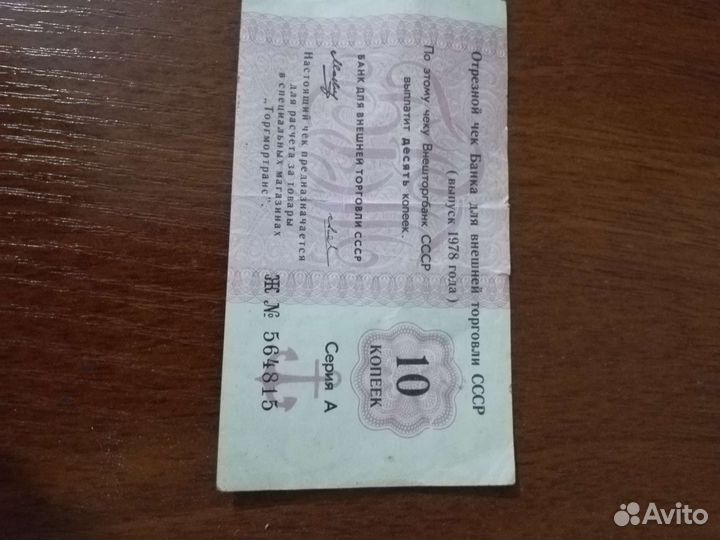 Отрезной чек Банка для внешней торговли СССР
( выпуск 1978 года )
По этому чеку Внешторгбанк СССР
выплатит десять копеек.
БАНК ДЛЯ ВНЕШНЕЙ ТОРГОВЛИ СССР
Настоящий чек предназначается
для расчета за товары
в специальных магазинах
„Торгмортранс".
10
КОПЕЕК
Серия А
Ж № 564815
Avito